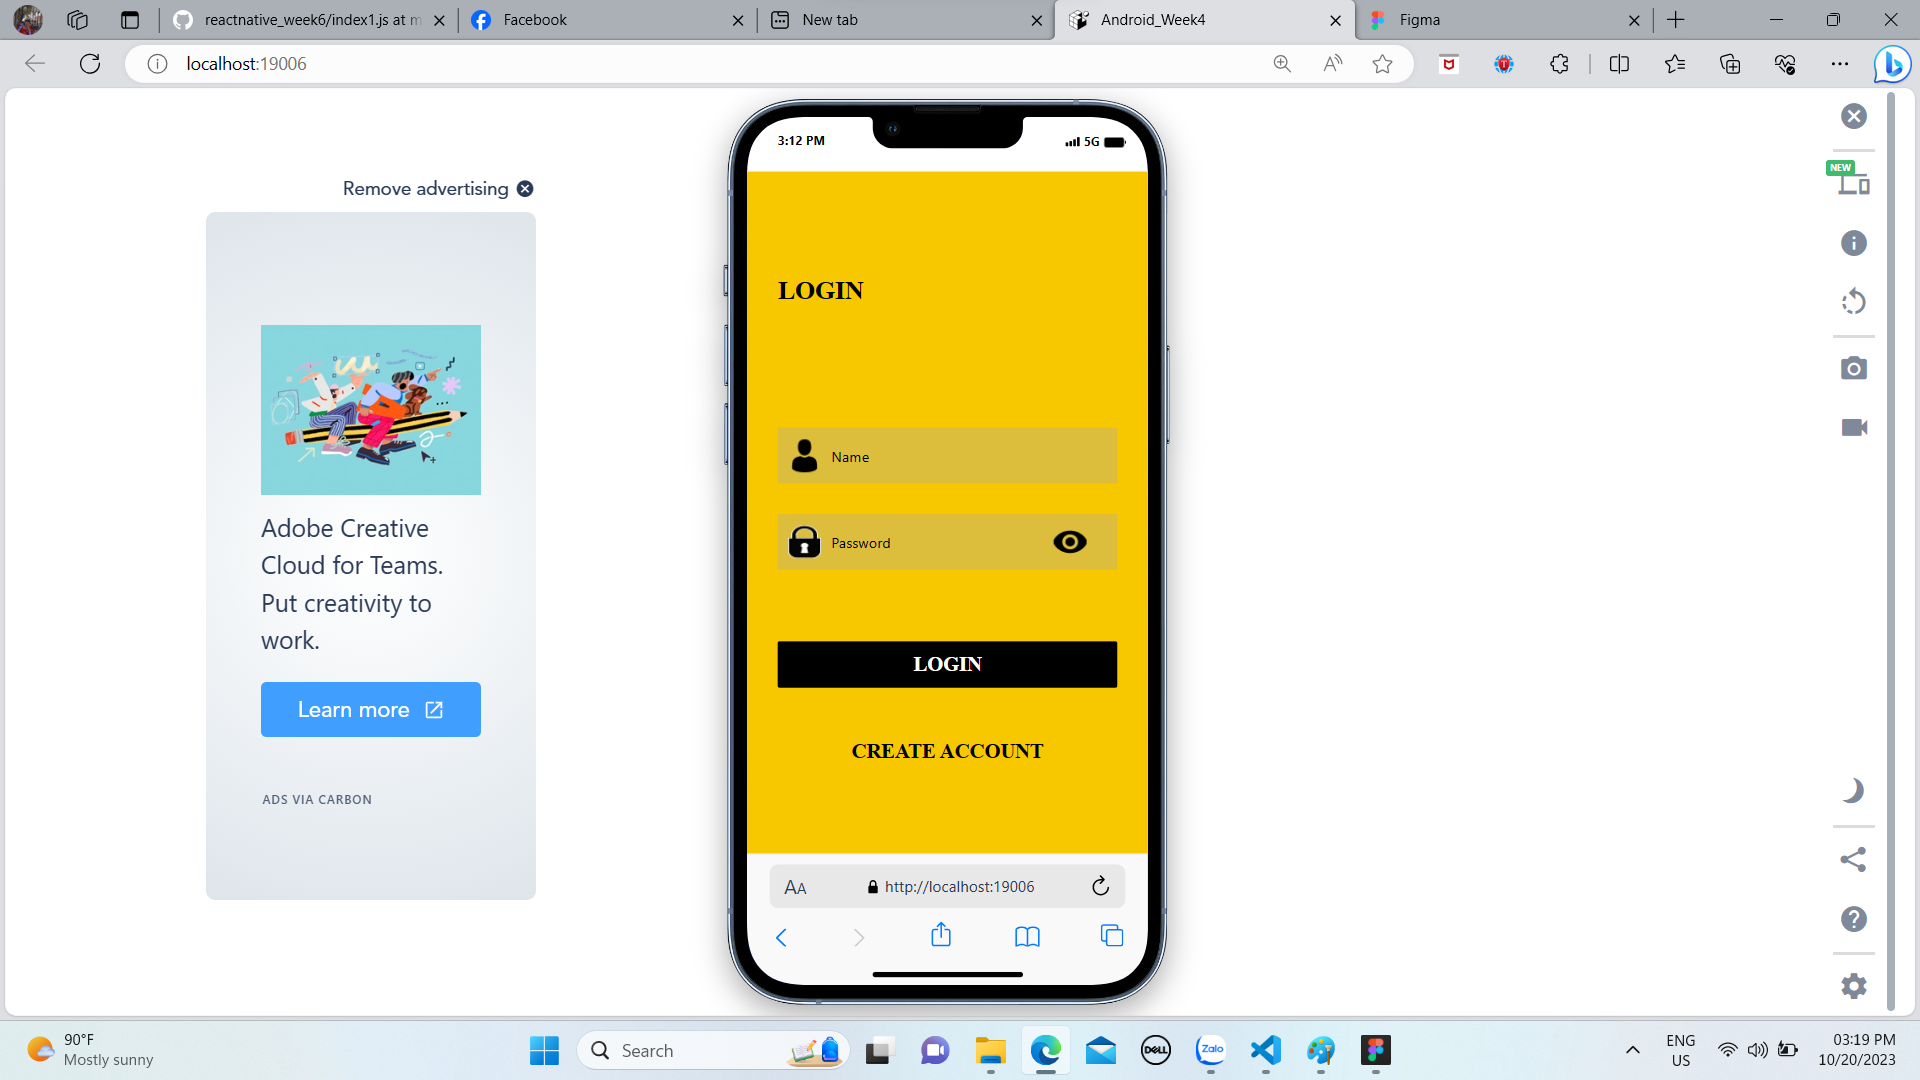 reactnative_week6/index1.js at m
Facebook
New tab
Android_Week4
Figma
localhost:19006
Remove advertising
Adobe Creative
Cloud for Teams.
Put creativity to
work.
Learn more
ADS VIA CARBON
3:12 PM
5G
LOGIN
Name
Password
LOGIN
CREATE ACCOUNT
AA
http://localhost:19006
NEW
90°F
Mostly sunny
Search
DELL
Zalo
ENG
US
03:19 PM
10/20/2023